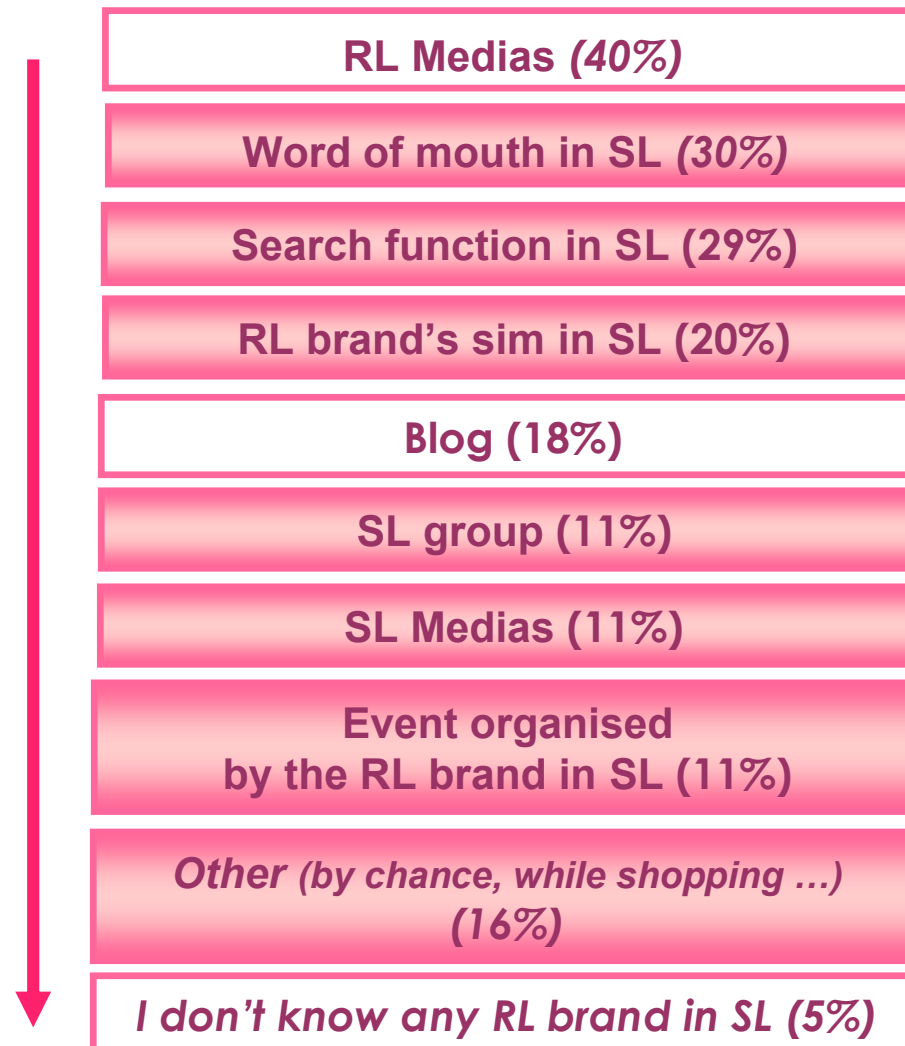 RL Medias (40%)
Word of mouth in SL (30%)
Search function in SL (29%)
RL brand’s sim in SL (20%)
Blog (18%)
SL group (11%)
SL Medias (11%)
Event organised
by the RL brand in SL (11%)
Other (by chance, while shopping …)
(16%)
I don’t know any RL brand in SL (5%)